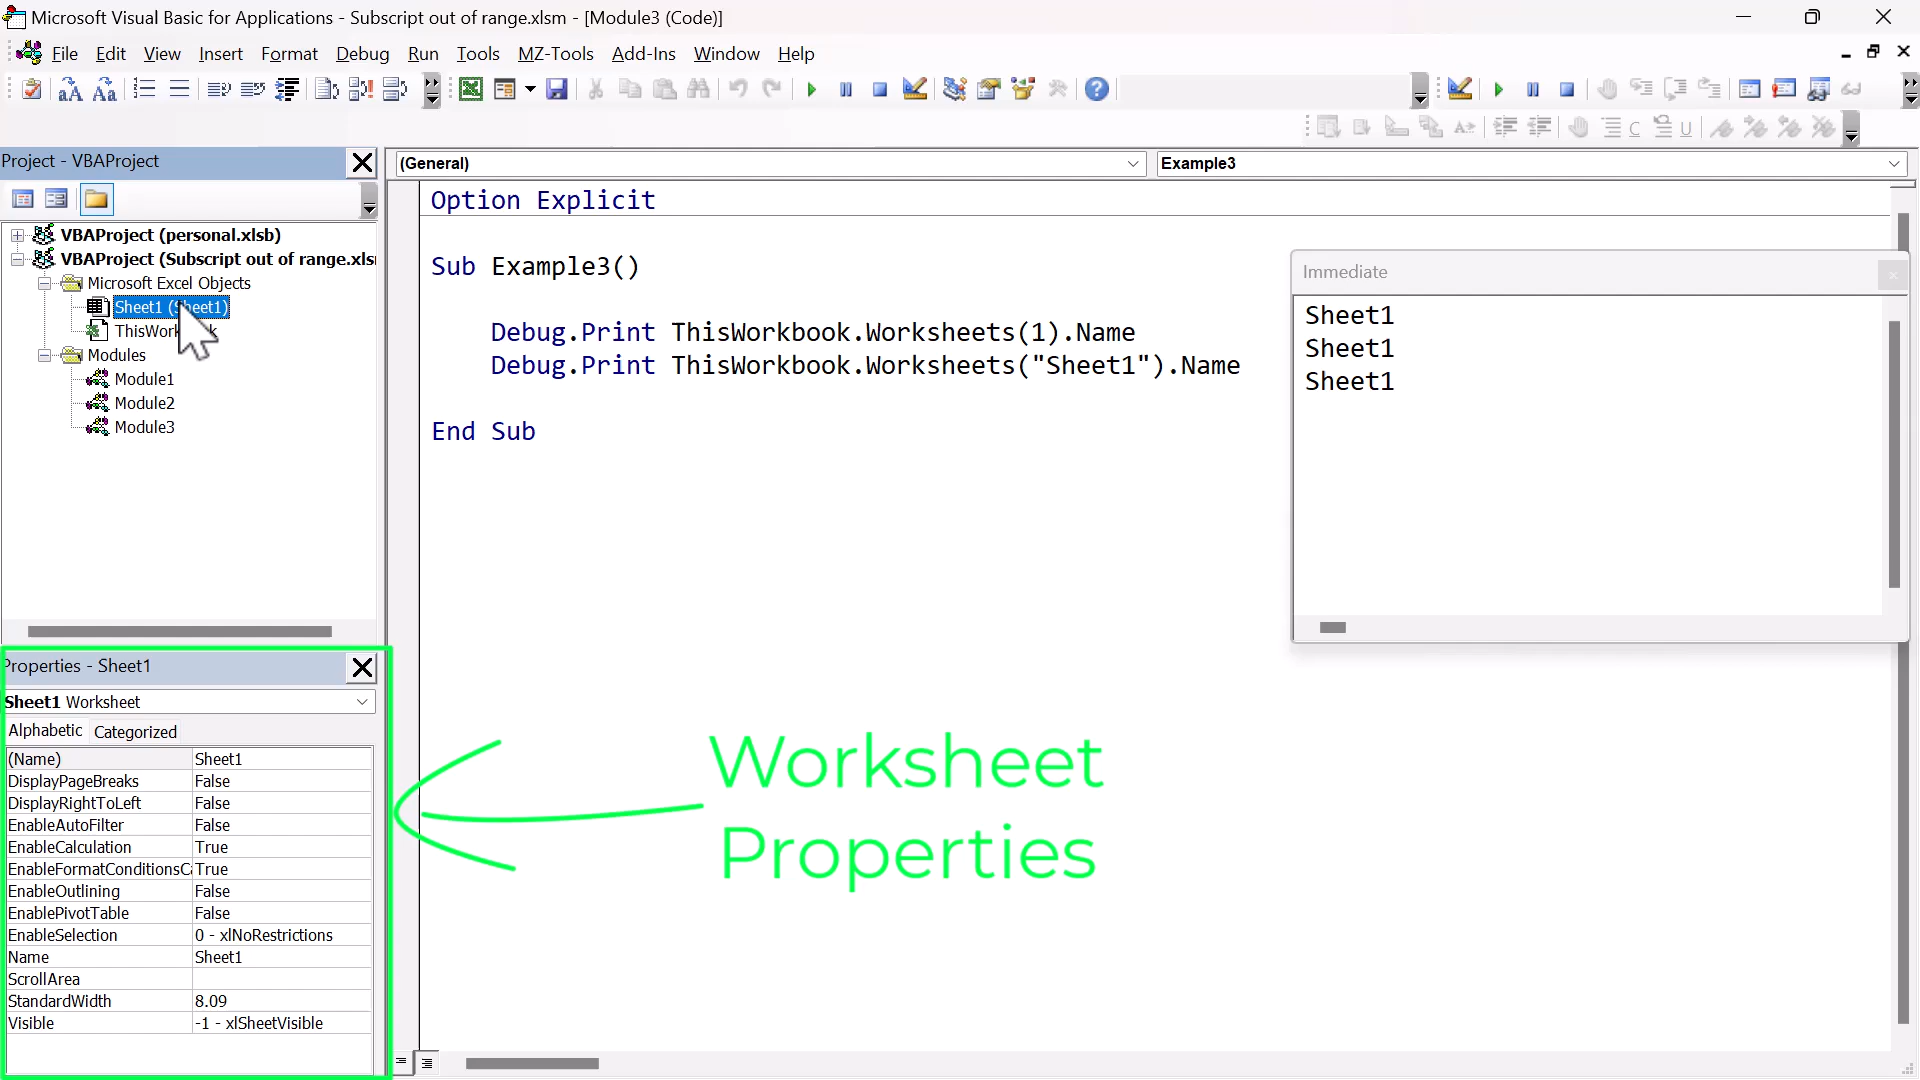 Microsoft Visual Basic for Applications - Subscript out of range.xlsm - [Module3 (Code)]
File Edit View Insert Format Debug Run Tools MZ-Tools Add-Ins Window Help
Project - VBAProject
(General)
Example3
VBAProject (personal.xlsb)
VBAProject (Subscript out of range.xls
Microsoft Excel Objects
Sheet1 (Sheet1)
Modules
Module1
Module2
Module3
Option Explicit
Sub Example3()
Debug.Print ThisWorkbook.Worksheets(1).Name
Debug.Print ThisWorkbook.Worksheets("Sheet1").Name
End Sub
Immediate
Sheet1
Sheet1
Sheet1
Properties - Sheet1
Sheet1 Worksheet
Alphabetic Categorized
(Name) Sheet1
DisplayPageBreaks False
DisplayRightToLeft False
EnableAutoFilter False
EnableCalculation True
EnableFormatConditionsCa True
EnableOutlining False
EnablePivotTable False
EnableSelection 0 - xlNoRestrictions
Name Sheet1
ScrollArea
StandardWidth 8.09
Visible -1 - xlSheetVisible
Worksheet
Properties